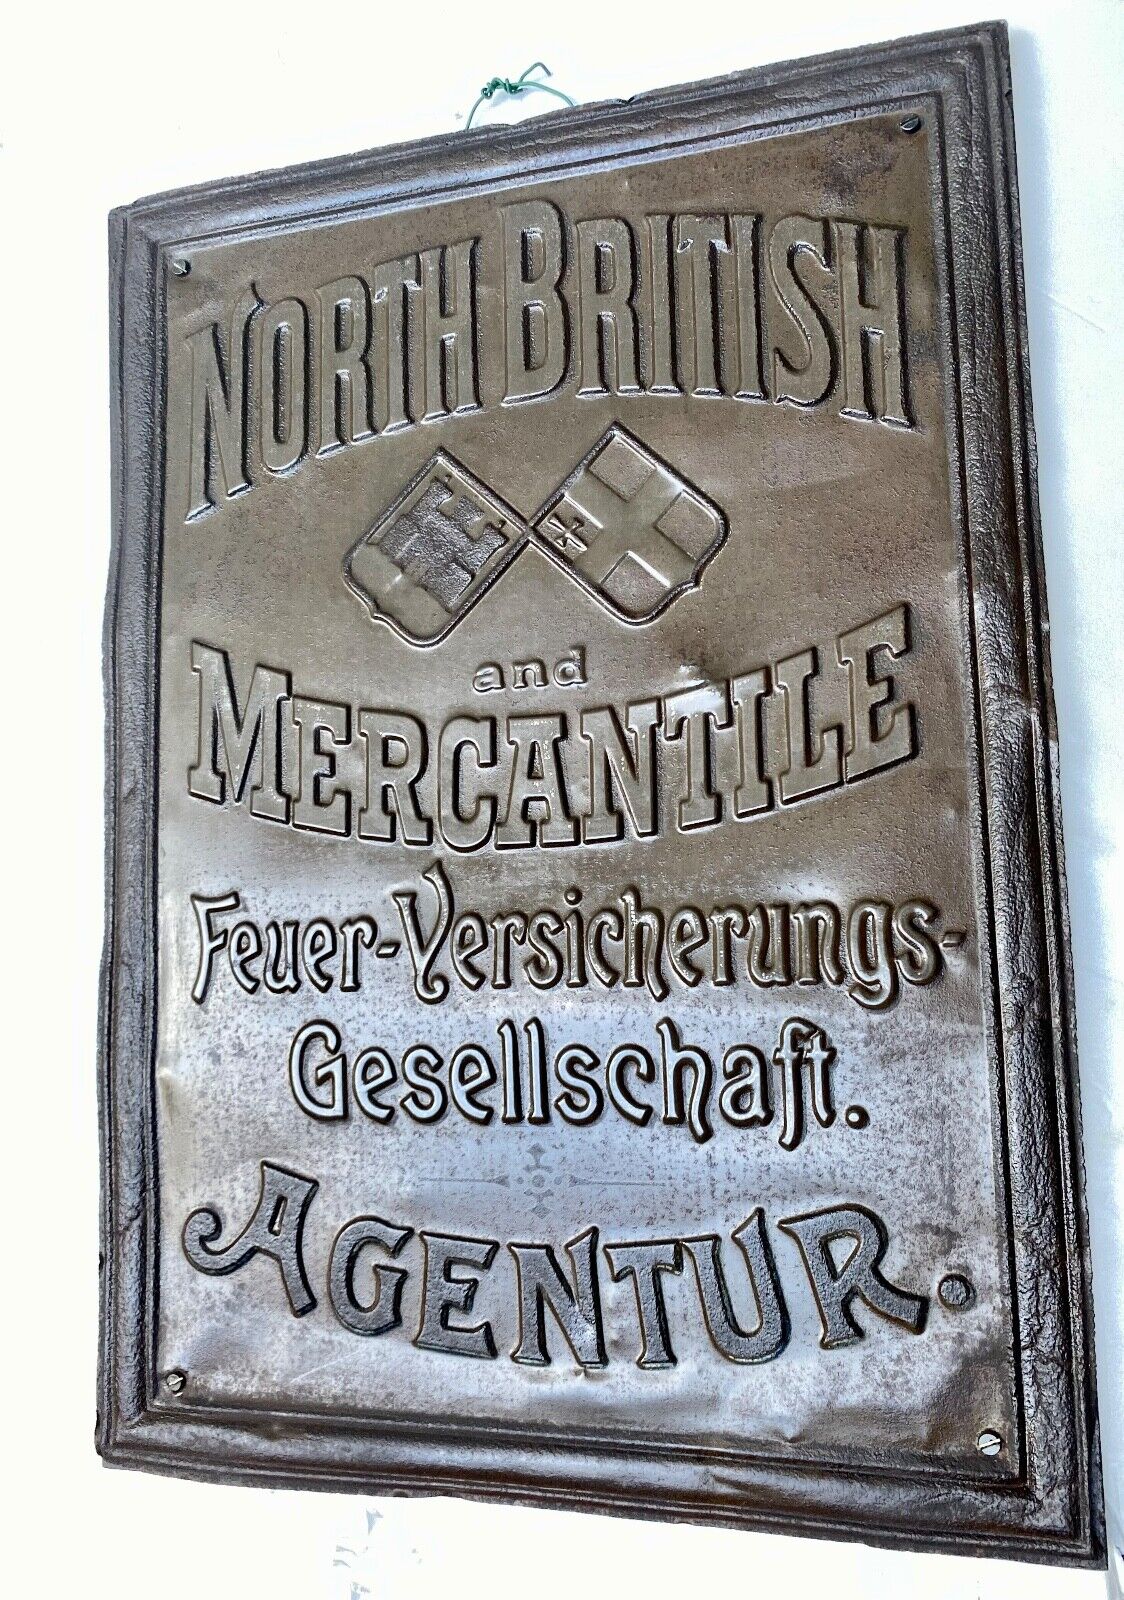 NORTH BRITISH
and
MERCANTILE
Feuer-Versicherungs-
Gesellschaft.
AGENTUR.